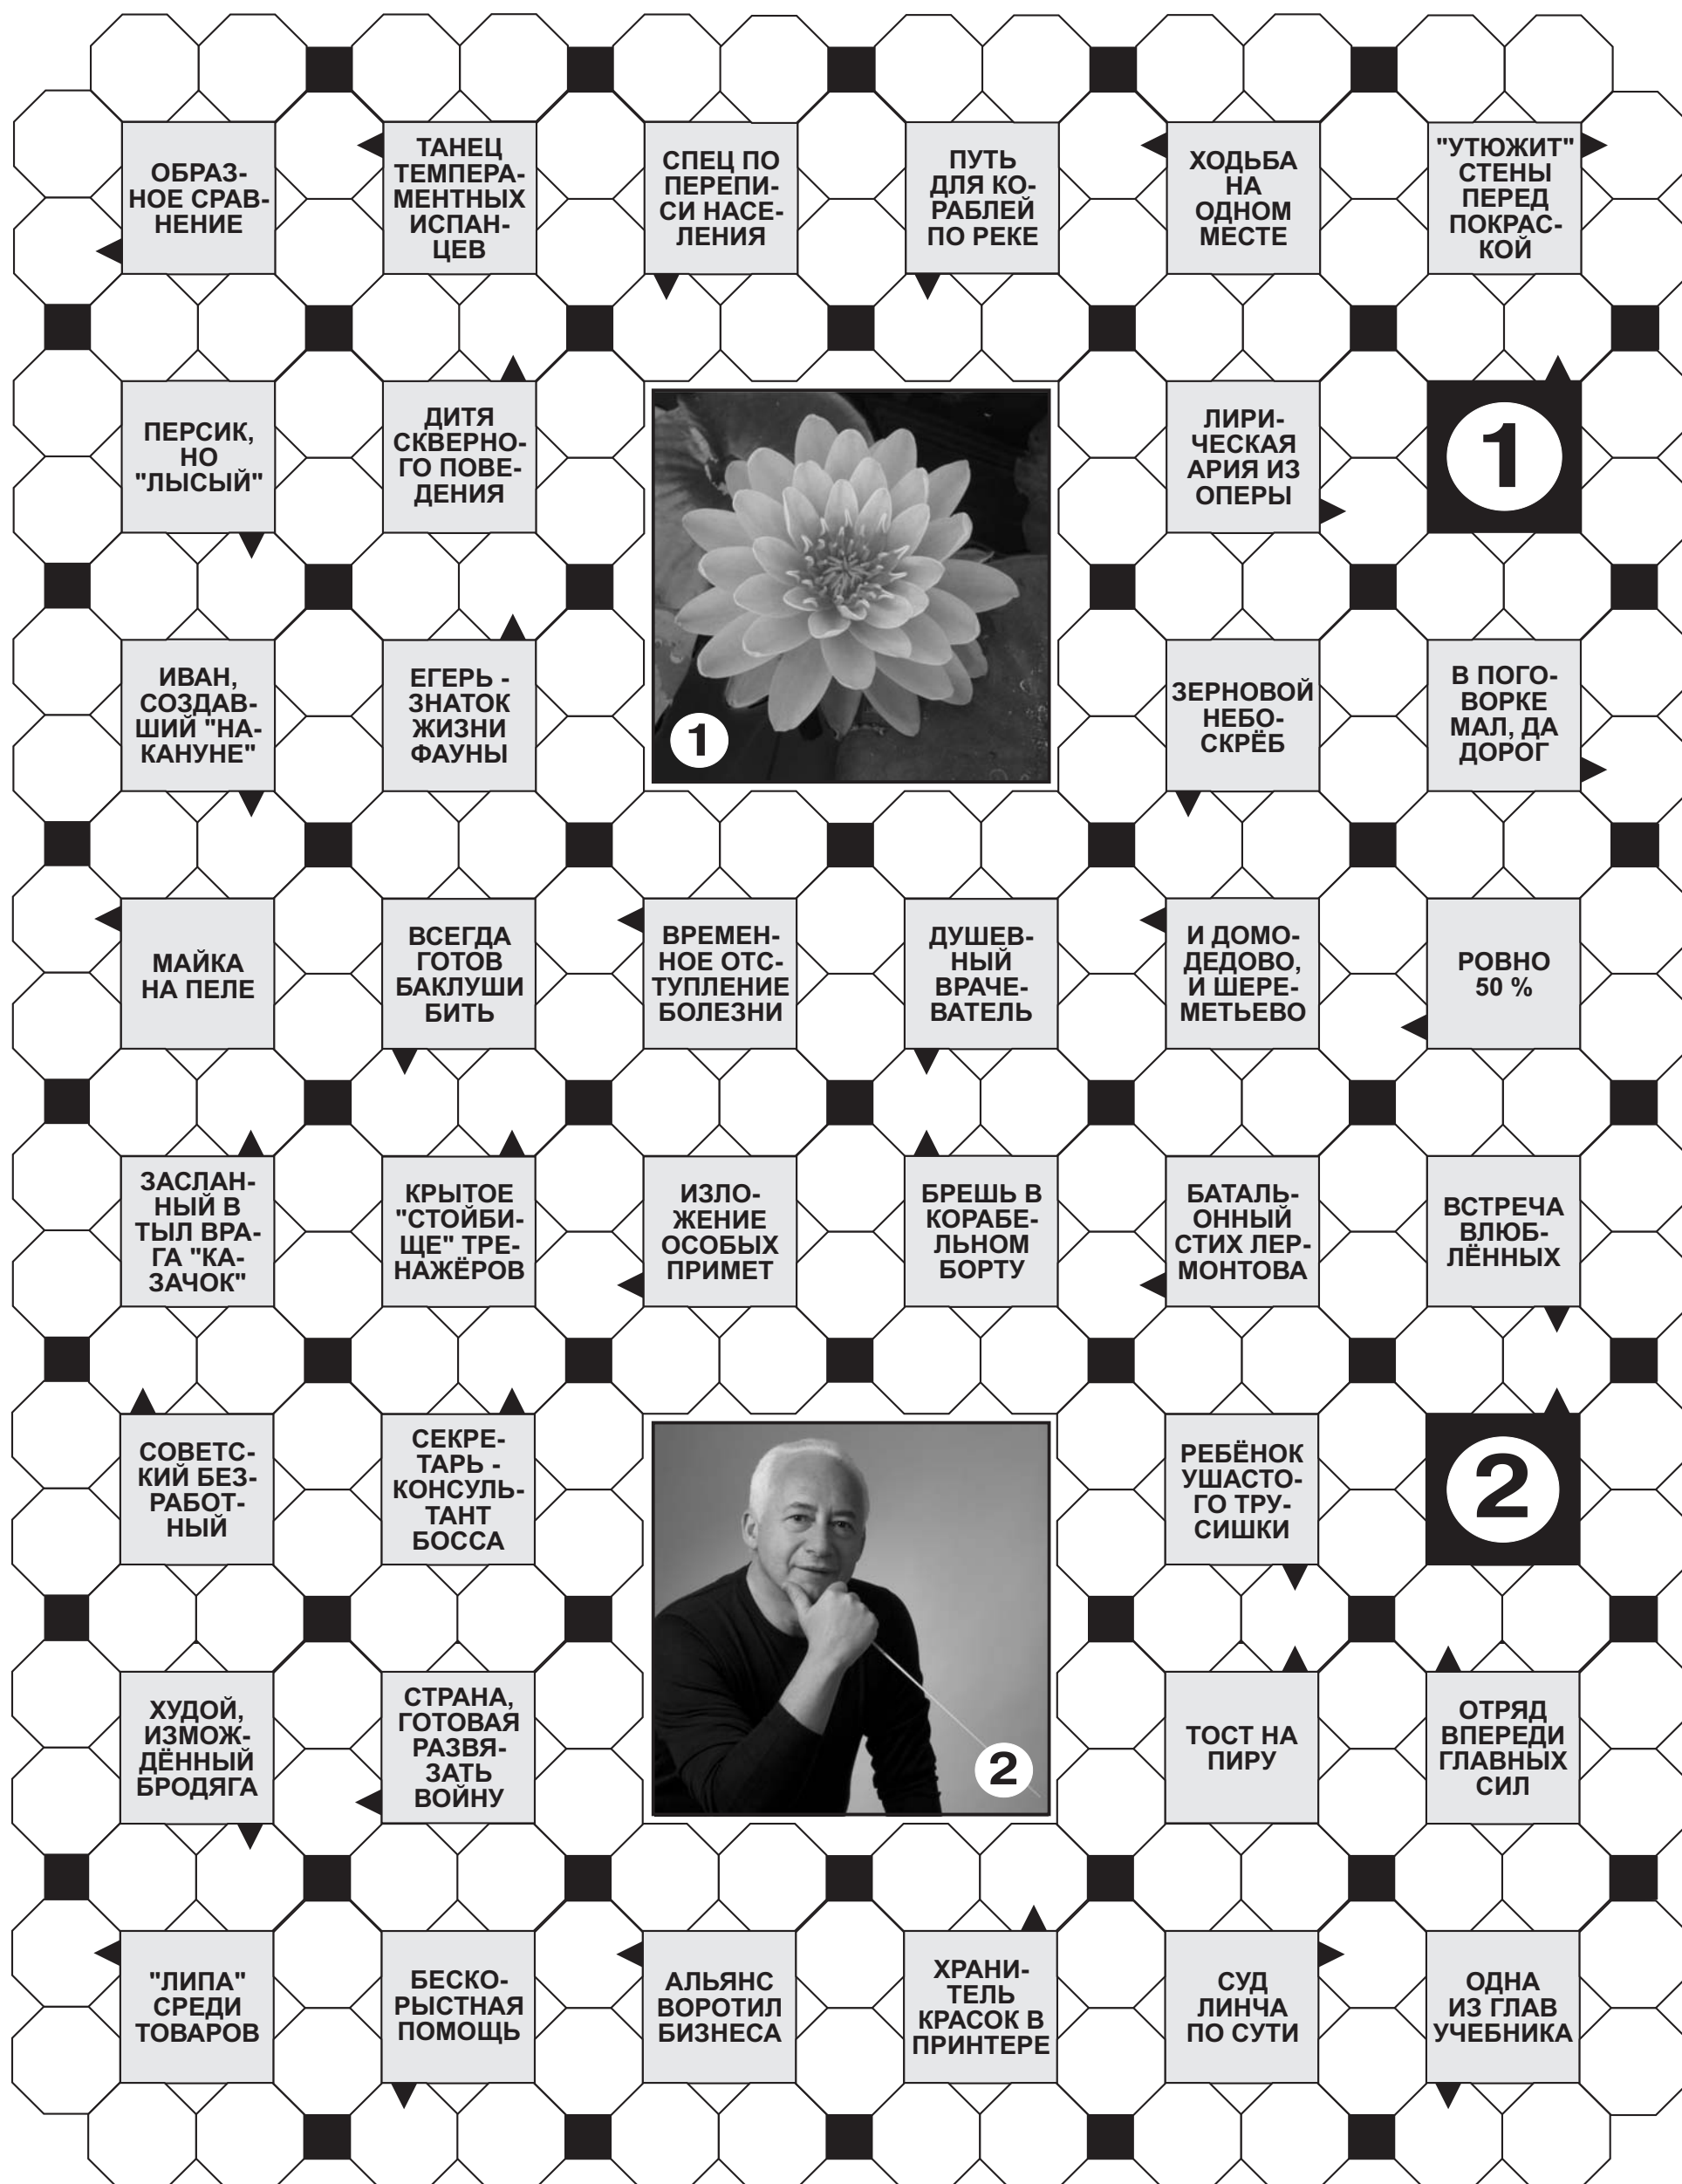 ОБРАЗ-
НОЕ СРАВ-
НЕНИЕ
ТАНЕЦ
ТЕМПЕРА-
МЕНТНЫХ
ИСПАН-
ЦЕВ
СПЕЦ ПО
ПЕРЕПИ-
СИ НАСЕ-
ЛЕНИЯ
ПУТЬ
ДЛЯ КО-
РАБЛЕЙ
ПО РЕКЕ
ХОДЬБА
НА
ОДНОМ
МЕСТЕ
"УТЮЖИТ"
СТЕНЫ
ПЕРЕД
ПОКРАС-
КОЙ
ПЕРСИК,
НО
"ЛЫСЫЙ"
ДИТЯ
СКВЕРНО-
ГО ПОВЕ-
ДЕНИЯ
ЛИРИ-
ЧЕСКАЯ
АРИЯ ИЗ
ОПЕРЫ
1
ИВАН,
СОЗДАВ-
ШИЙ "НА-
КАНУНЕ"
ЕГЕРЬ -
ЗНАТОК
ЖИЗНИ
ФАУНЫ
1
ЗЕРНОВОЙ
НЕБО-
СКРЁБ
В ПОГО-
ВОРКЕ
МАЛ, ДА
ДОРОГ
МАЙКА
НА ПЕЛЕ
ВСЕГДА
ГОТОВ
БАКЛУШИ
БИТЬ
ВРЕМЕН-
НОЕ ОТС-
ТУПЛЕНИЕ
БОЛЕЗНИ
ДУШЕВ-
НЫЙ
ВРАЧЕ-
ВАТЕЛЬ
И ДОМО-
ДЕДОВО,
И ШЕРЕ-
МЕТЬЕВО
РОВНО
50 %
ЗАСЛАН-
НЫЙ В
ТЫЛ ВРА-
ГА "КА-
ЗАЧОК"
КРЫТОЕ
"СТОЙБИ-
ЩЕ" ТРЕ-
НАЖЁРОВ
ИЗЛО-
ЖЕНИЕ
ОСОБЫХ
ПРИМЕТ
БРЕШЬ В
КОРАБЕ-
ЛЬНОМ
БОРТУ
БАТАЛЬ-
ОННЫЙ
СТИХ ЛЕР-
МОНТОВА
ВСТРЕЧА
ВЛЮБ-
ЛЁННЫХ
СОВЕТС-
КИЙ БЕЗ-
РАБОТ-
НЫЙ
СЕКРЕ-
ТАРЬ -
КОНСУЛЬ-
ТАНТ
БОССА
РЕБЁНОК
УШАСТО-
ГО ТРУ-
СИШКИ
2
ХУДОЙ,
ИЗМОЖ-
ДЁННЫЙ
БРОДЯГА
СТРАНА,
ГОТОВАЯ
РАЗВЯ-
ЗАТЬ
ВОЙНУ
2
ТОСТ НА
ПИРУ
ОТРЯД
ВПЕРЕДИ
ГЛАВНЫХ
СИЛ
"ЛИПА"
СРЕДИ
ТОВАРОВ
БЕСКО-
РЫСТНАЯ
ПОМОЩЬ
АЛЬЯНС
ВОРОТИЛ
БИЗНЕСА
ХРАНИ-
ТЕЛЬ
КРАСОК В
ПРИНТЕРЕ
СУД
ЛИНЧА
ПО СУТИ
ОДНА
ИЗ ГЛАВ
УЧЕБНИКА